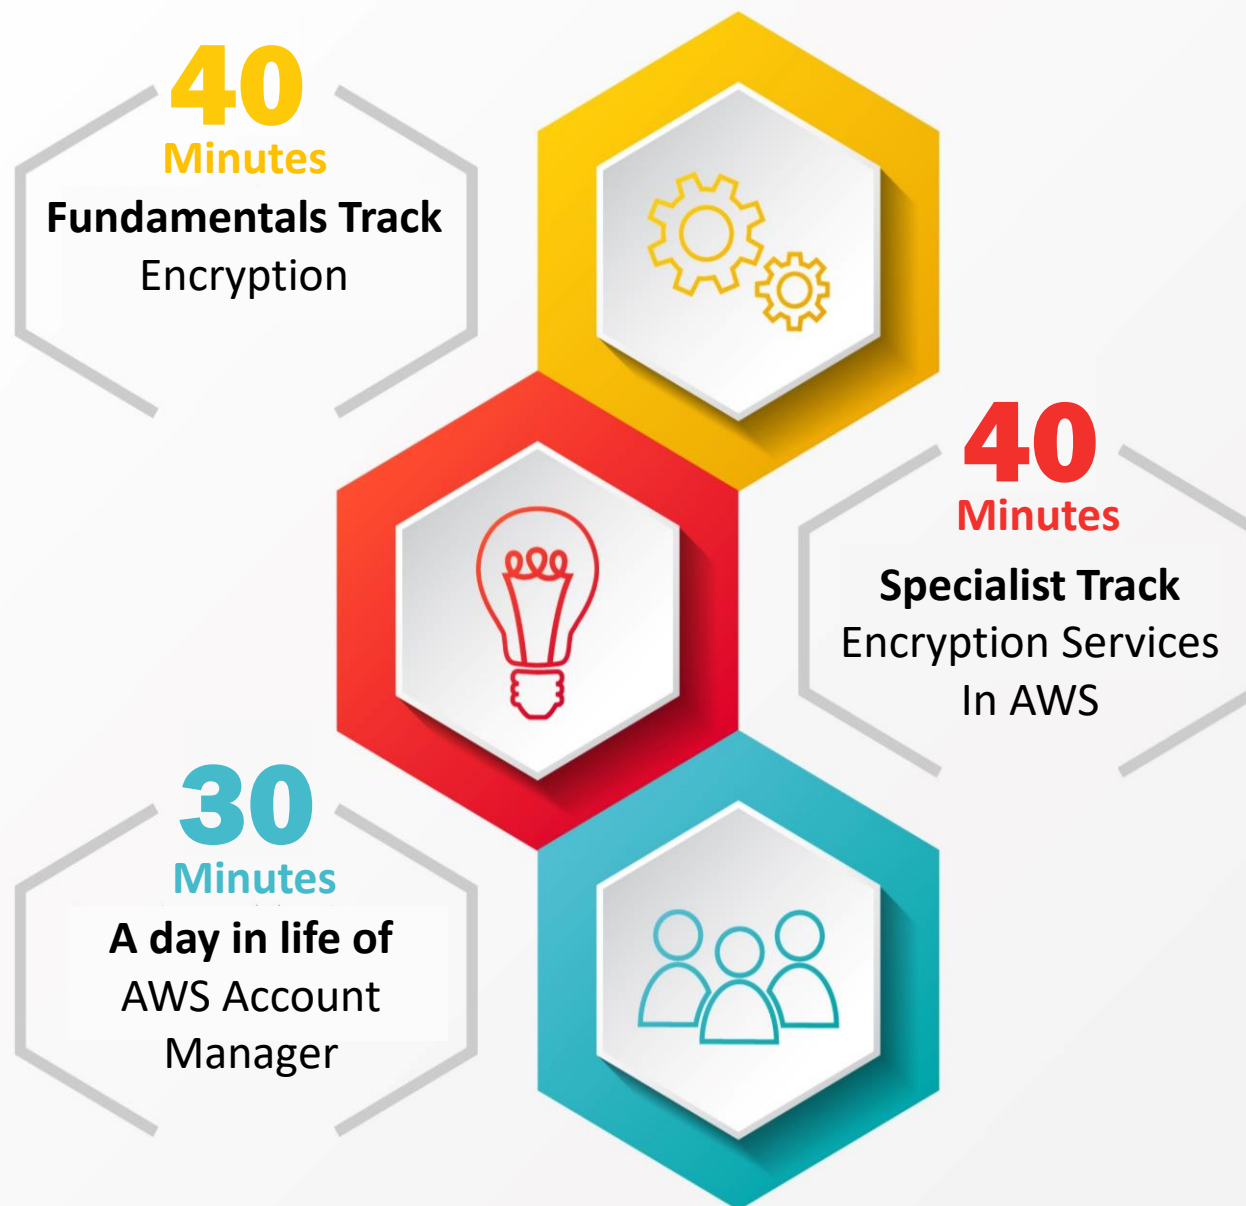 40
Minutes
Fundamentals Track
Encryption
40
Minutes
Specialist Track
Encryption Services
In AWS
30
Minutes
A day in life of
AWS Account
Manager